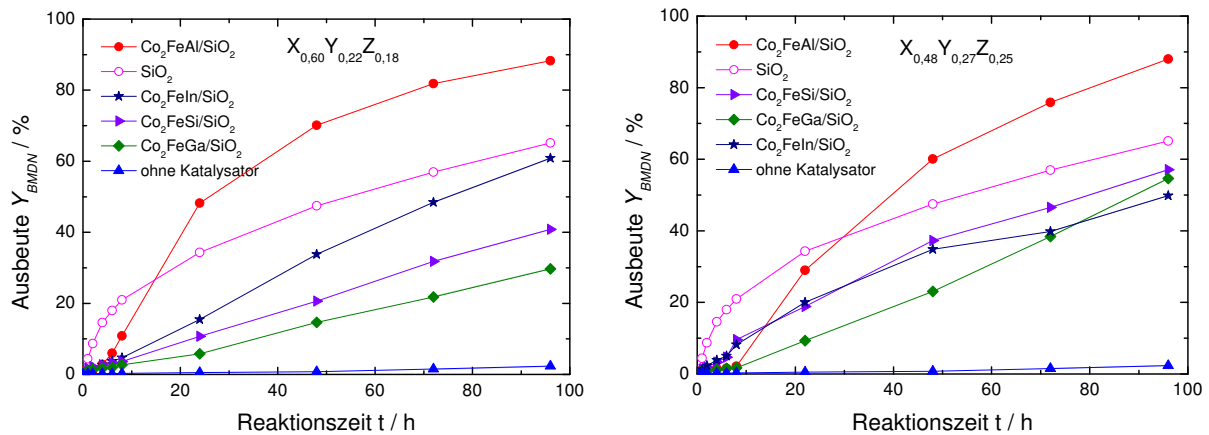 X₀,₆₀Y₀,₂₂Z₀,₁₈
Co₂FeAl/SiO₂
SiO₂
Co₂FeIn/SiO₂
Co₂FeSi/SiO₂
Co₂FeGa/SiO₂
ohne Katalysator
Ausbeute Y_BMDN / %
100
80
60
40
20
0
0 20 40 60 80 100
Reaktionszeit t / h
X₀,₄₈Y₀,₂₇Z₀,₂₅
Co₂FeAl/SiO₂
SiO₂
Co₂FeSi/SiO₂
Co₂FeGa/SiO₂
Co₂FeIn/SiO₂
ohne Katalysator
Ausbeute Y_BMDN / %
100
80
60
40
20
0
0 20 40 60 80 100
Reaktionszeit t / h